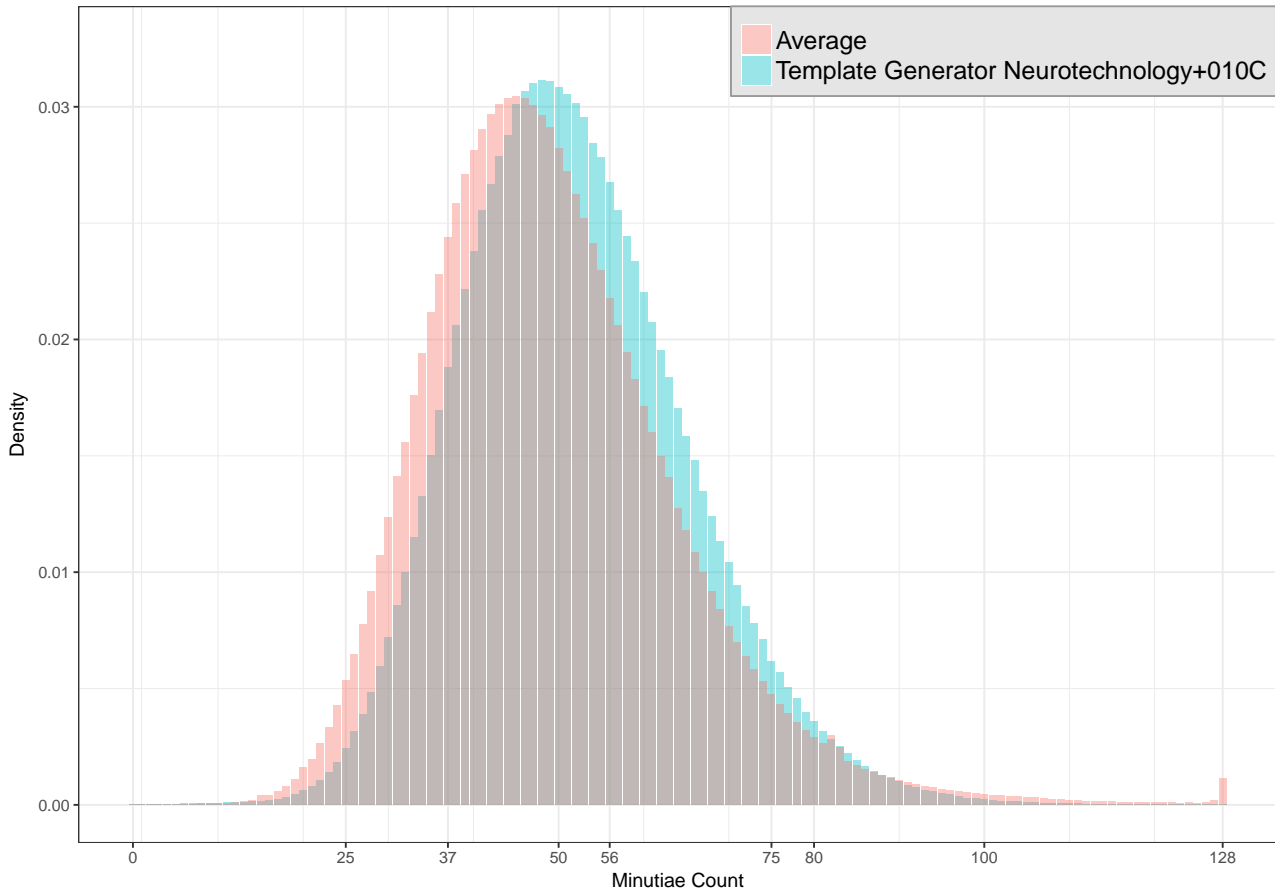 Average
Template Generator Neurotechnology+010C
0.03
0.02
0.01
0.00
Density
0 25 37 50 56 75 80 100 128
Minutiae Count